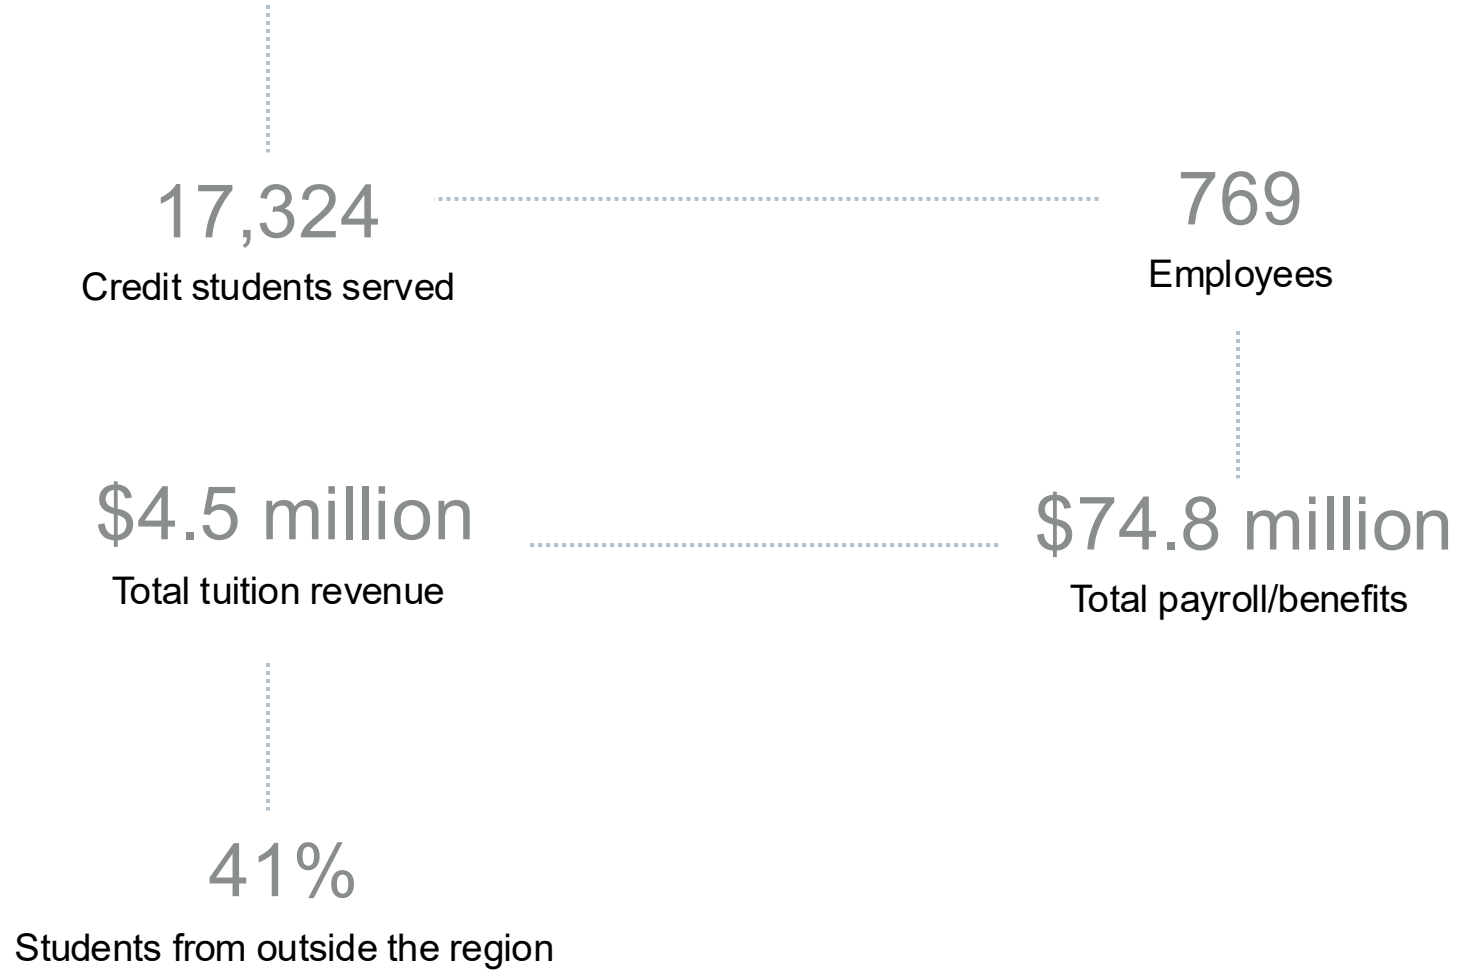 17,324
Credit students served
769
Employees
$4.5 million
Total tuition revenue
$74.8 million
Total payroll/benefits
41%
Students from outside the region